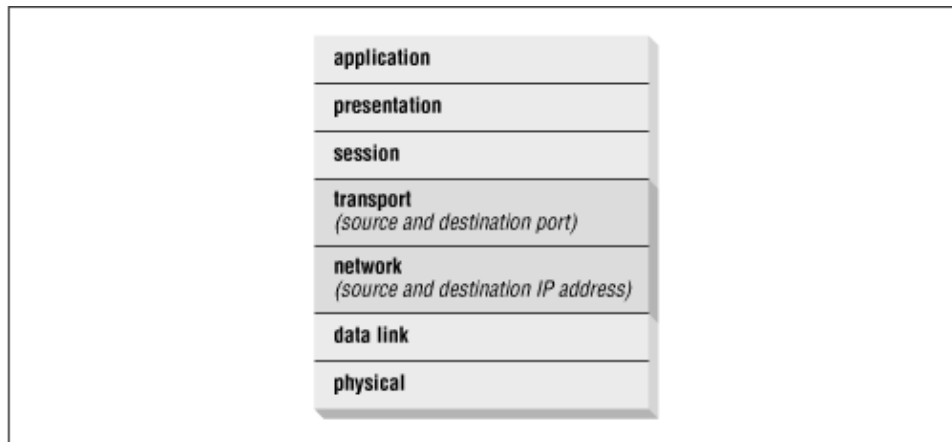 application
presentation
session
transport
(source and destination port)
network
(source and destination IP address)
data link
physical